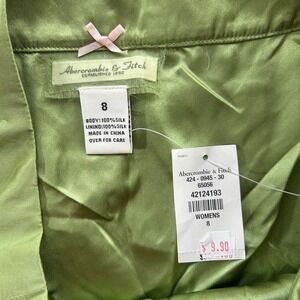 Abercrombie & Fitch
ESTABLISHED 1892
8
BODY:100%SILK
LINING:100%SILK
MADE IN CHINA
OVER FOR CARE
Abercrombie & Fitch
424 - 0945 - 30
65056
42124193
WOMENS
8
$ 9.90